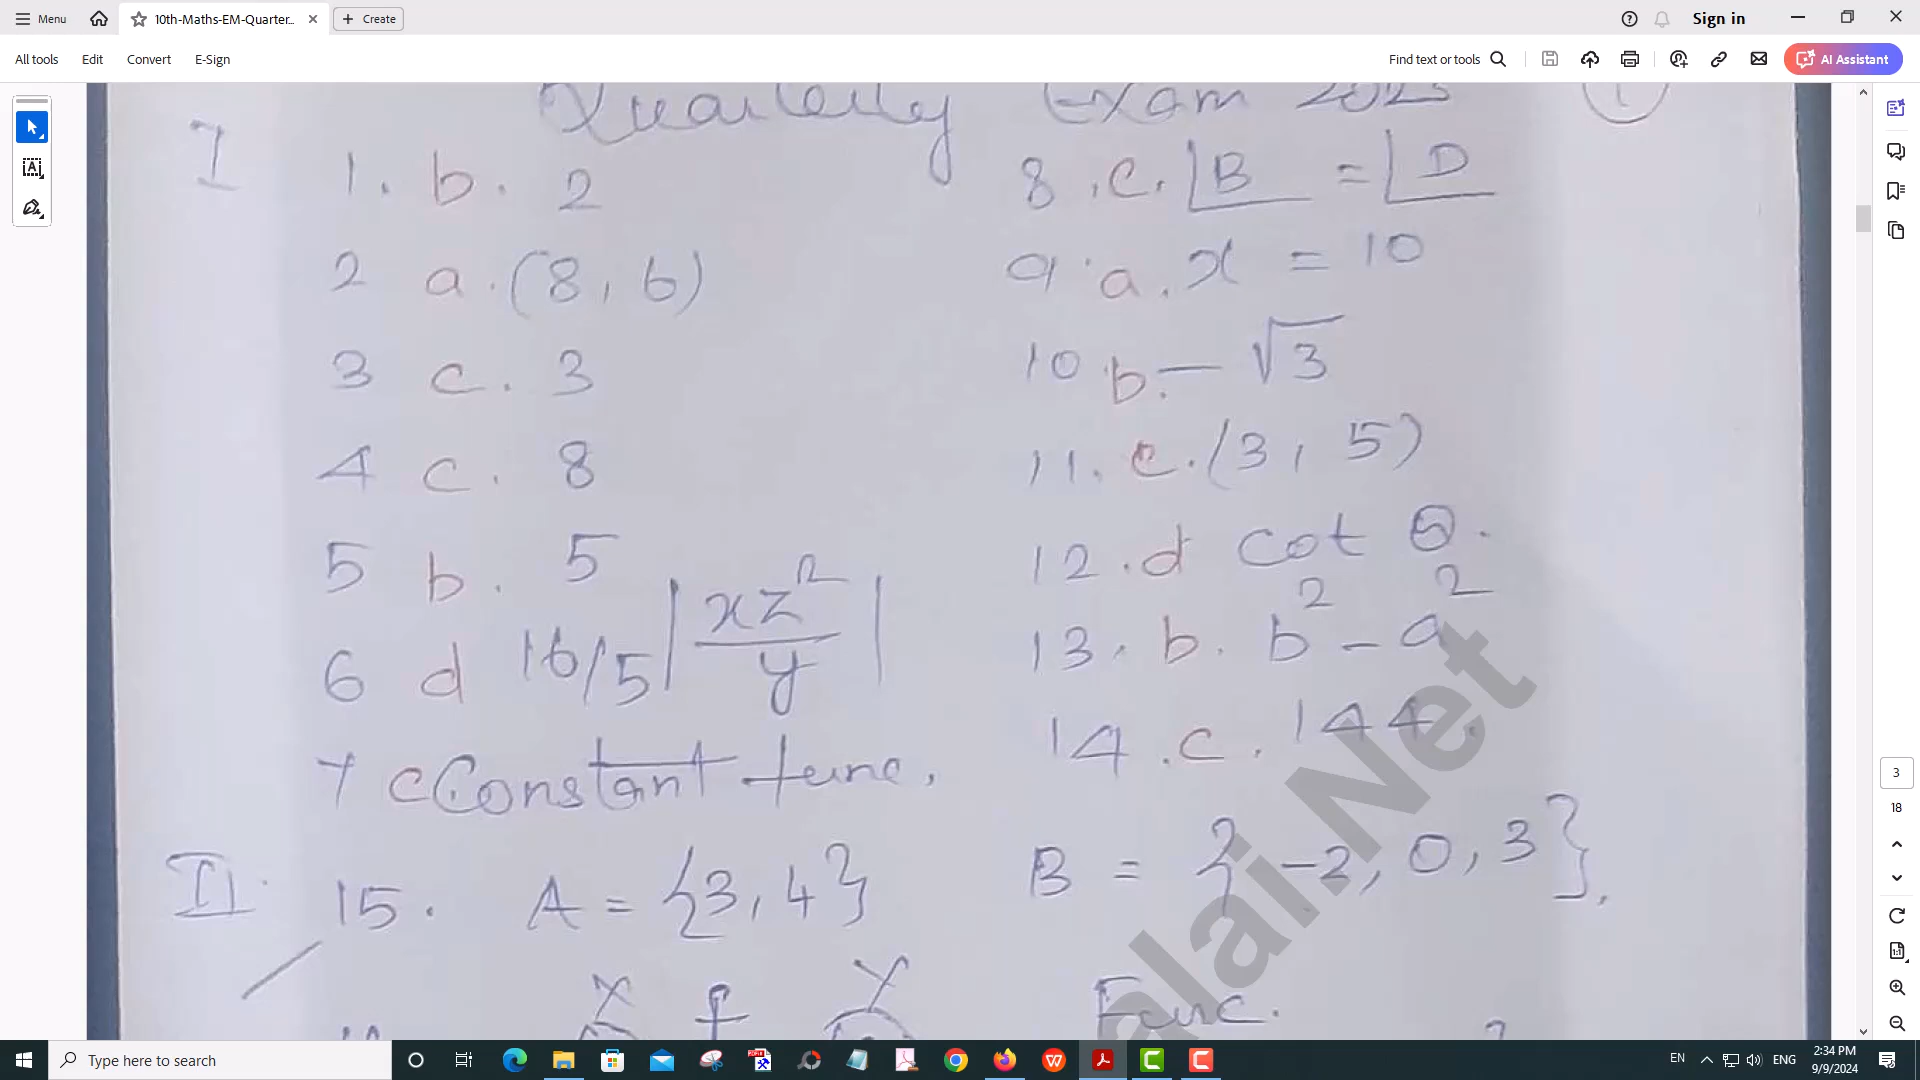 Menu
10th-Maths-EM-Quarter...
Create
Sign in
All tools
Edit
Convert
E-Sign
Find text or tools
AI Assistant
Quarterly Exam
I
1. b. 2
2 a. (8, 6)
3 c. 3
4 c. 8
5 b. 5
6 d 16/5 |xz²/y|
7 c Constant func.
8. c. ∠B = ∠D
9. a. x = 10
10 b. — √3
11. c. (3, 5)
12. d cot θ.
13. b. b² – a²
14. c. 144.
II. 15. A = {3, 4} B = {–2, 0, 3}.
X f Y Func.
alai.Net
3
18
Type here to search
EN
ENG
2:34 PM
9/9/2024